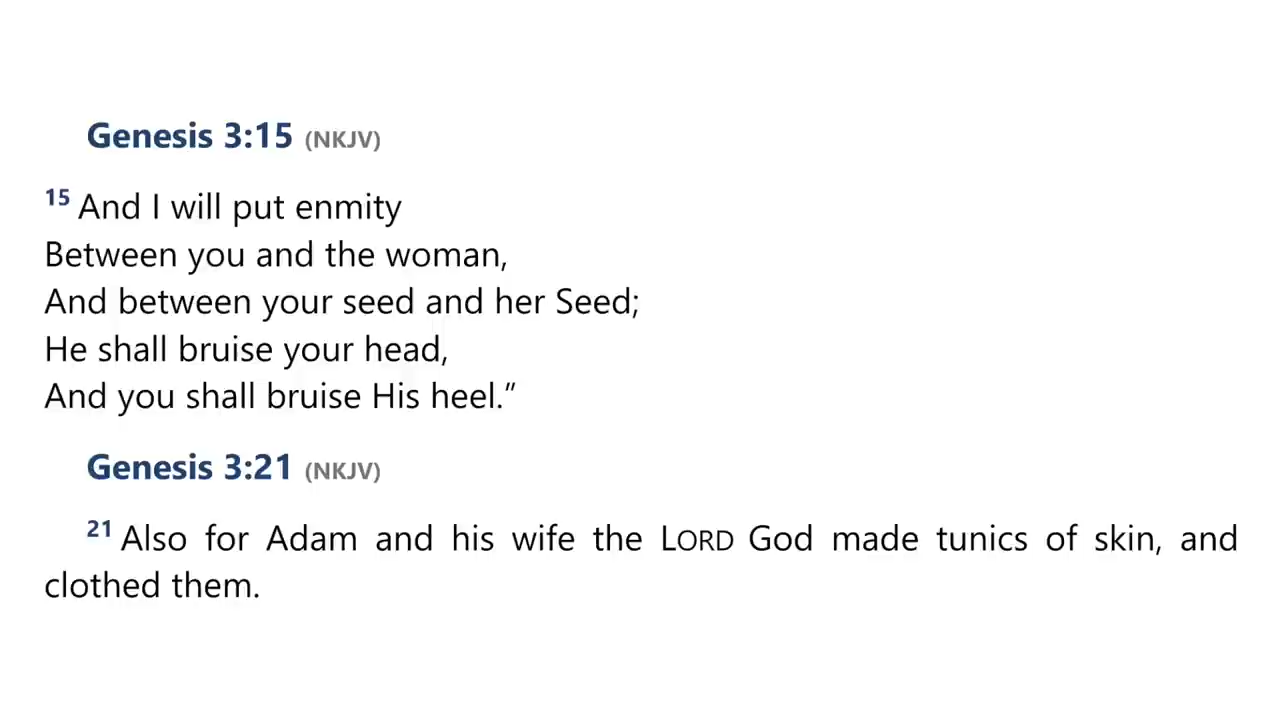 Genesis 3:15 (NKJV)
15 And I will put enmity
Between you and the woman,
And between your seed and her Seed;
He shall bruise your head,
And you shall bruise His heel.”
Genesis 3:21 (NKJV)
21 Also for Adam and his wife the LORD God made tunics of skin, and
clothed them.